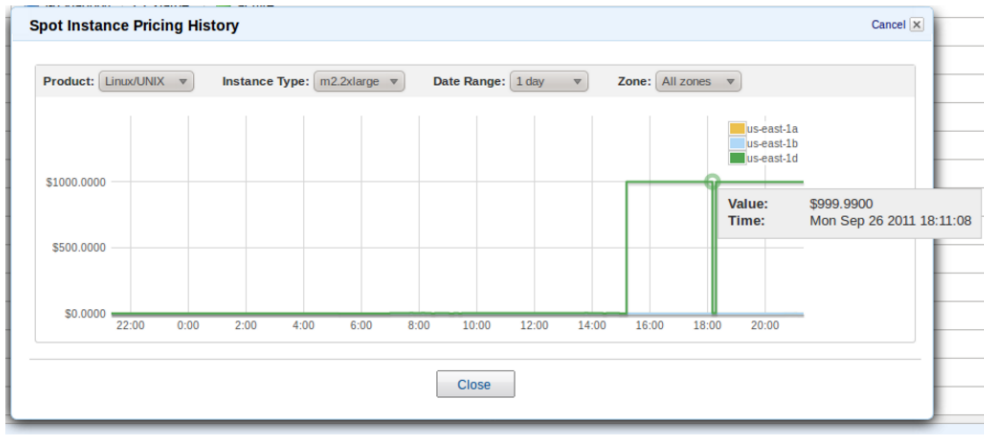 Spot Instance Pricing History
Cancel
Product: Linux/UNIX Instance Type: m2.2xlarge Date Range: 1 day Zone: All zones
us-east-1a
us-east-1b
us-east-1d
$1000.0000
Value: $999.9900
Time: Mon Sep 26 2011 18:11:08
$500.0000
$0.0000
22:00 0:00 2:00 4:00 6:00 8:00 10:00 12:00 14:00 16:00 18:00 20:00
Close